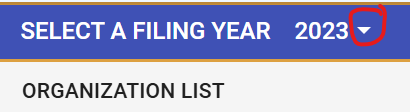 SELECT A FILING YEAR 2023
ORGANIZATION LIST